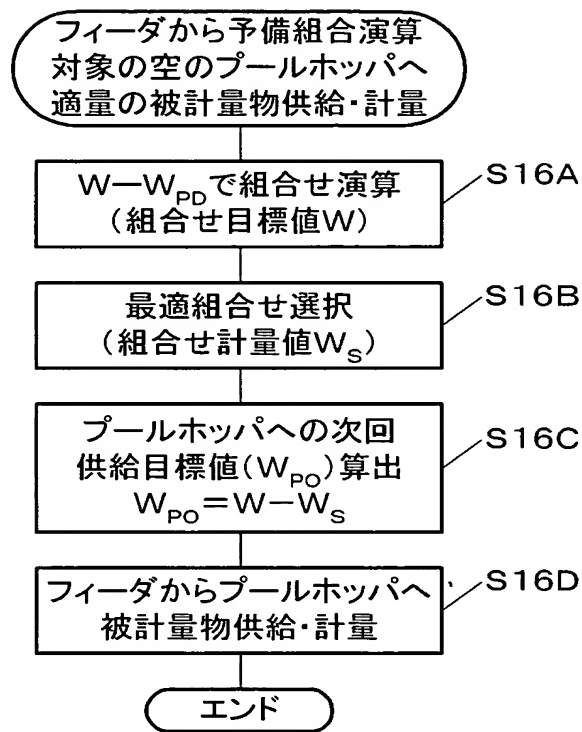 フィーダから予備組合演算
対象の空のプールホッパへ
適量の被計量物供給・計量
W－W_PDで組合せ演算
（組合せ目標値W）
S16A
最適組合せ選択
（組合せ計量値W_S）
S16B
プールホッパへの次回
供給目標値（W_PO）算出
W_PO＝W－W_S
S16C
フィーダからプールホッパへ
被計量物供給・計量
S16D
エンド